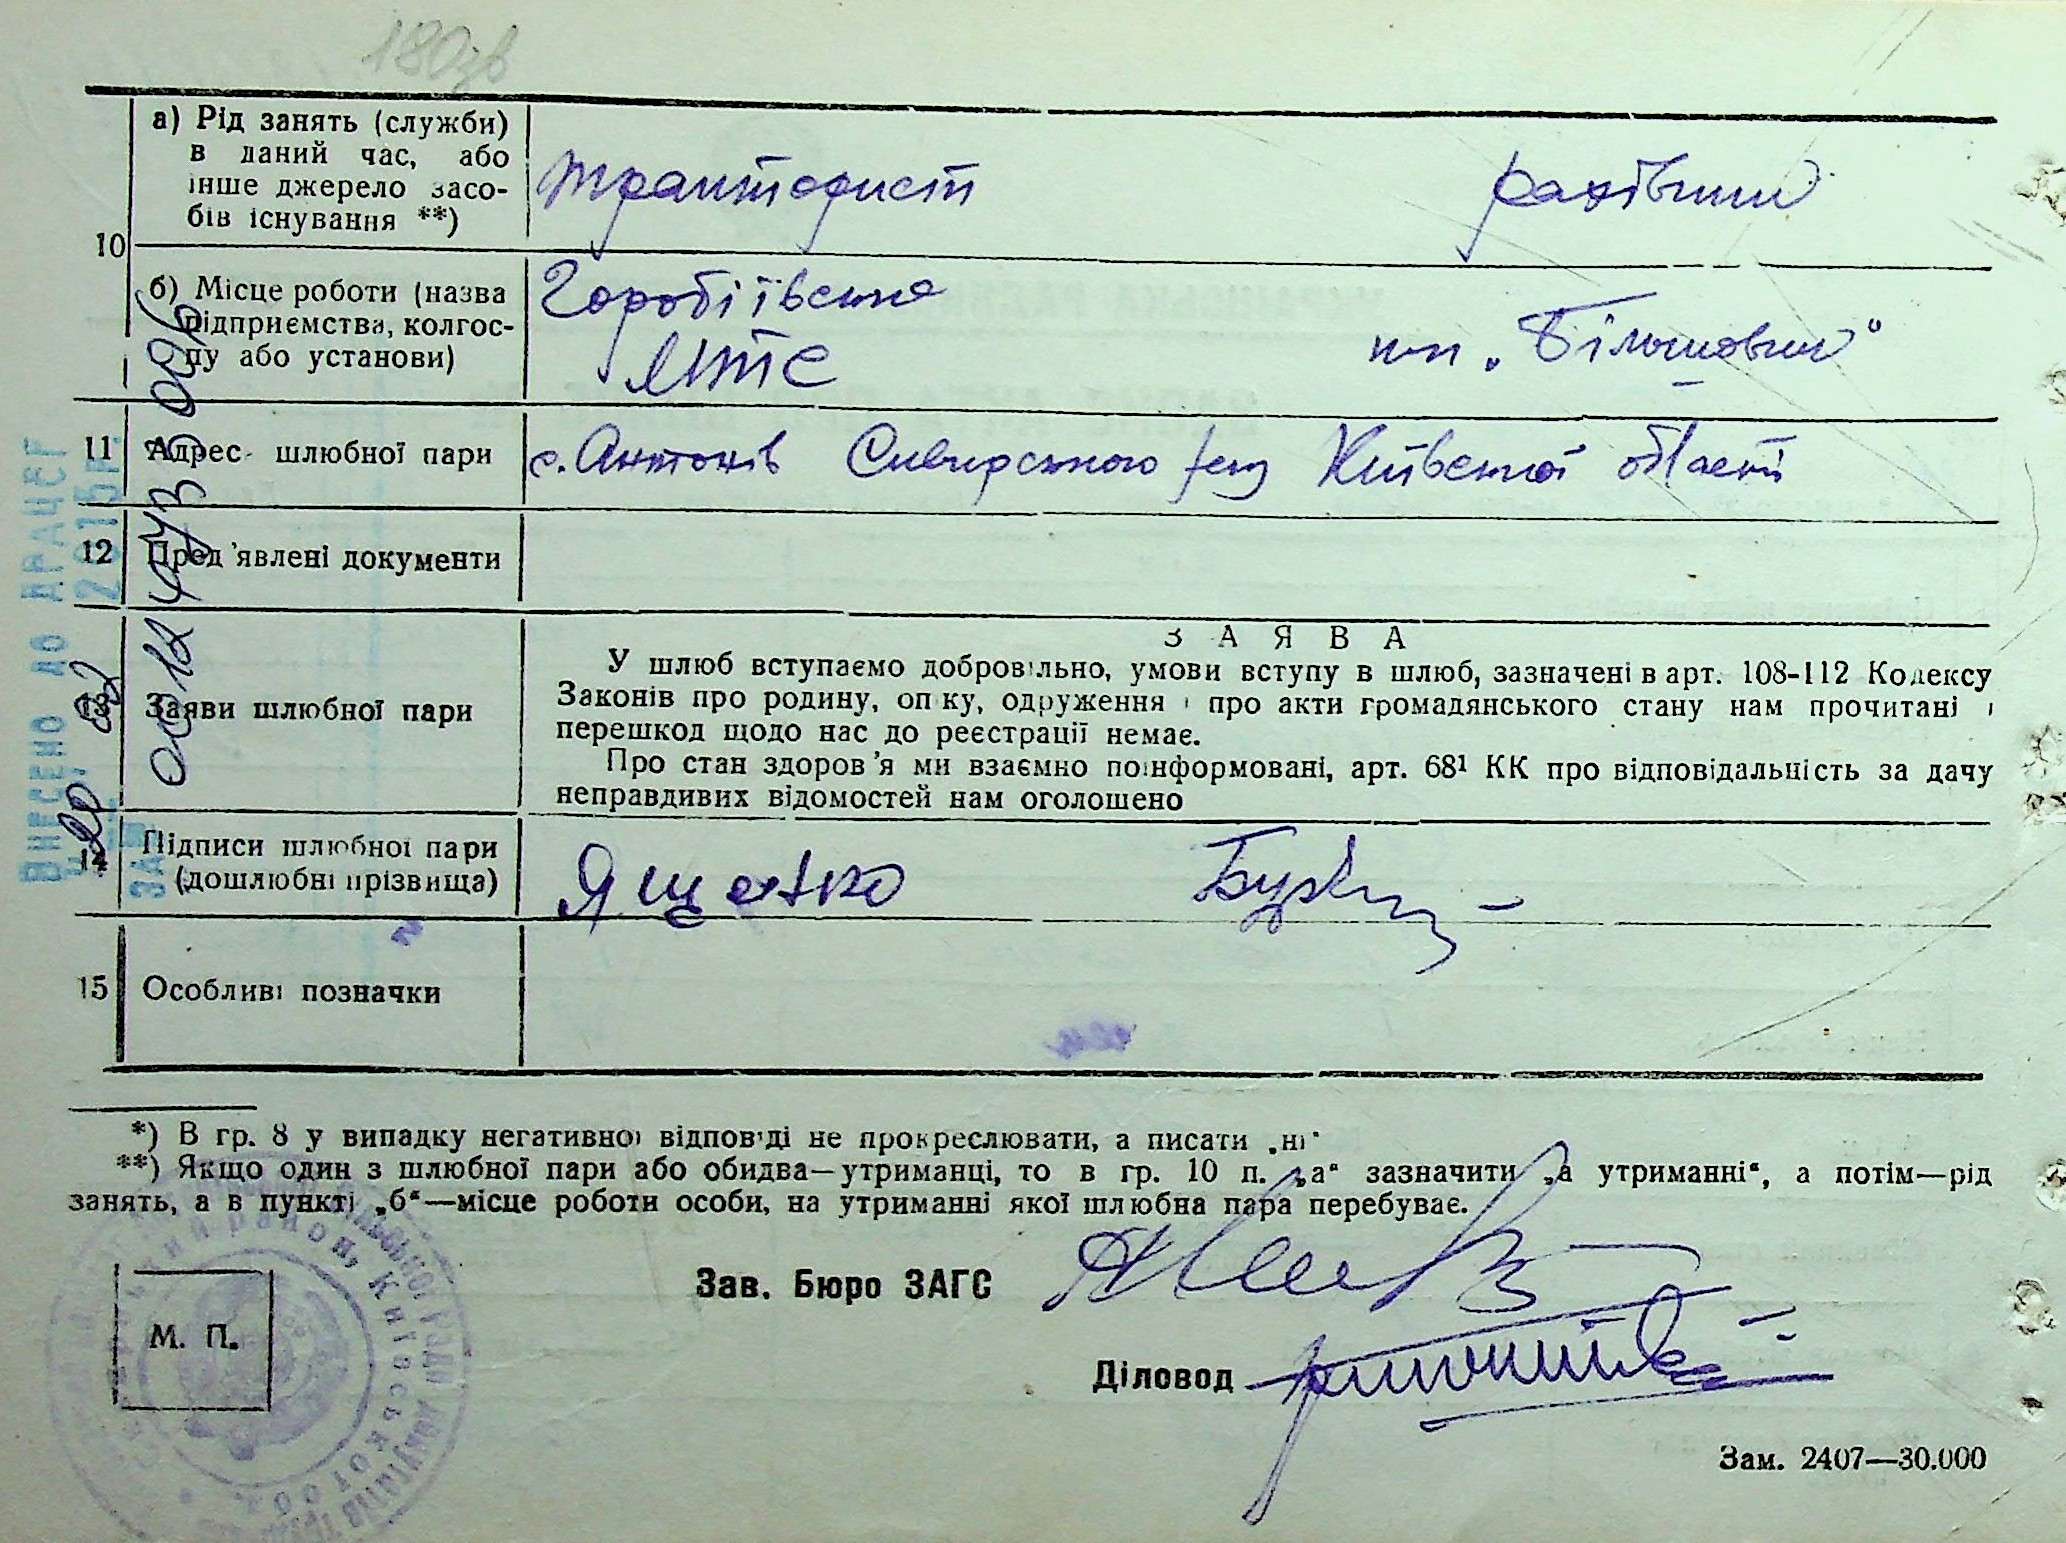 180зв
а) Рід занять (служби)
в даний час, або
інше джерело засо-
бів існування **)
тракторист рахівник
10
б) Місце роботи (назва
підприємства, колгос-
пу або установи)
Горобіївська
МТС
к-п „Більшовик“
11 Адрес шлюбної пари с. Антонів Сквирського р-ну Київської області
12 Пред'явлені документи
13 Заяви шлюбної пари
ЗАЯВА
У шлюб вступаємо добровільно, умови вступу в шлюб, зазначені в арт. 108-112 Кодексу
Законів про родину, опіку, одруження і про акти громадянського стану нам прочитані і
перешкод щодо нас до реєстрації немає.
Про стан здоров'я ми взаємно поінформовані, арт. 68¹ КК про відповідальність за дачу
неправдивих відомостей нам оголошено
14 Підписи шлюбної пари
(дошлюбні прізвища)
Ященко
15 Особливі позначки
ВНЕСЕНО ДО ДРАЦСГ
2015р.
*) В гр. 8 у випадку негативної відповіді не прокреслювати, а писати „ні“
**) Якщо один з шлюбної пари або обидва—утриманці, то в гр. 10 п. „а“ зазначити „а утриманні“, а потім—рід
занять, а в пункті „б“—місце роботи особи, на утриманні якої шлюбна пара перебуває.
Зав. Бюро ЗАГС
М. П.
Діловод
Зам. 2407—30.000